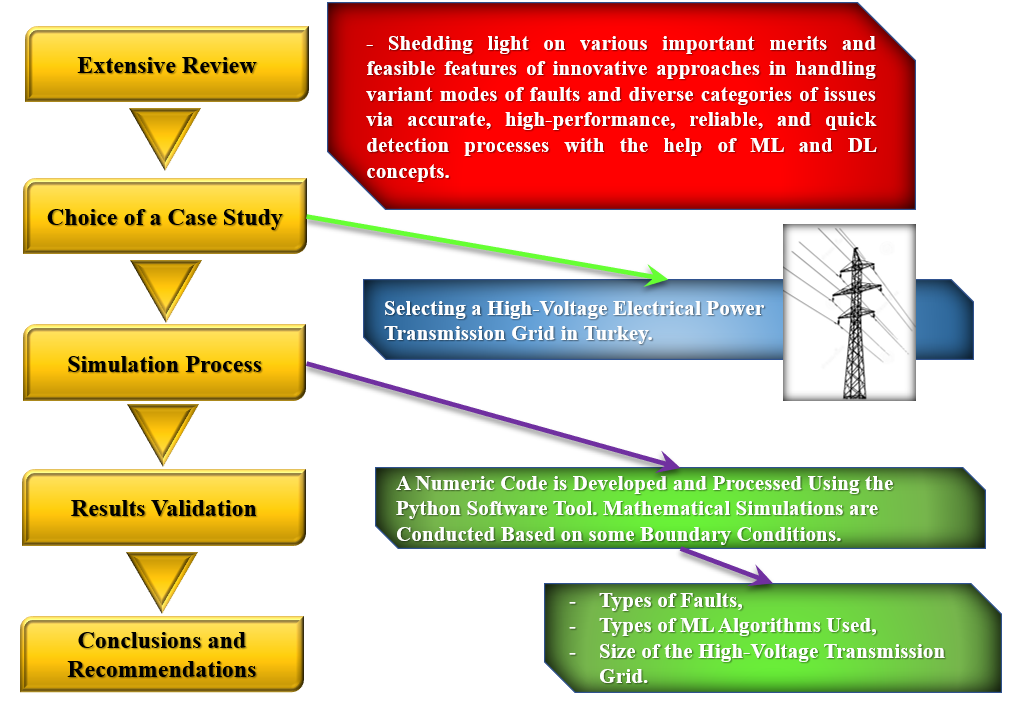 Extensive Review
- Shedding light on various important merits and
feasible features of innovative approaches in handling
variant modes of faults and diverse categories of issues
via accurate, high-performance, reliable, and quick
detection processes with the help of ML and DL
concepts.
Choice of a Case Study
Selecting a High-Voltage Electrical Power
Transmission Grid in Turkey.
Simulation Process
A Numeric Code is Developed and Processed Using the
Python Software Tool. Mathematical Simulations are
Conducted Based on some Boundary Conditions.
- Types of Faults,
- Types of ML Algorithms Used,
- Size of the High-Voltage Transmission
Grid.
Results Validation
Conclusions and
Recommendations